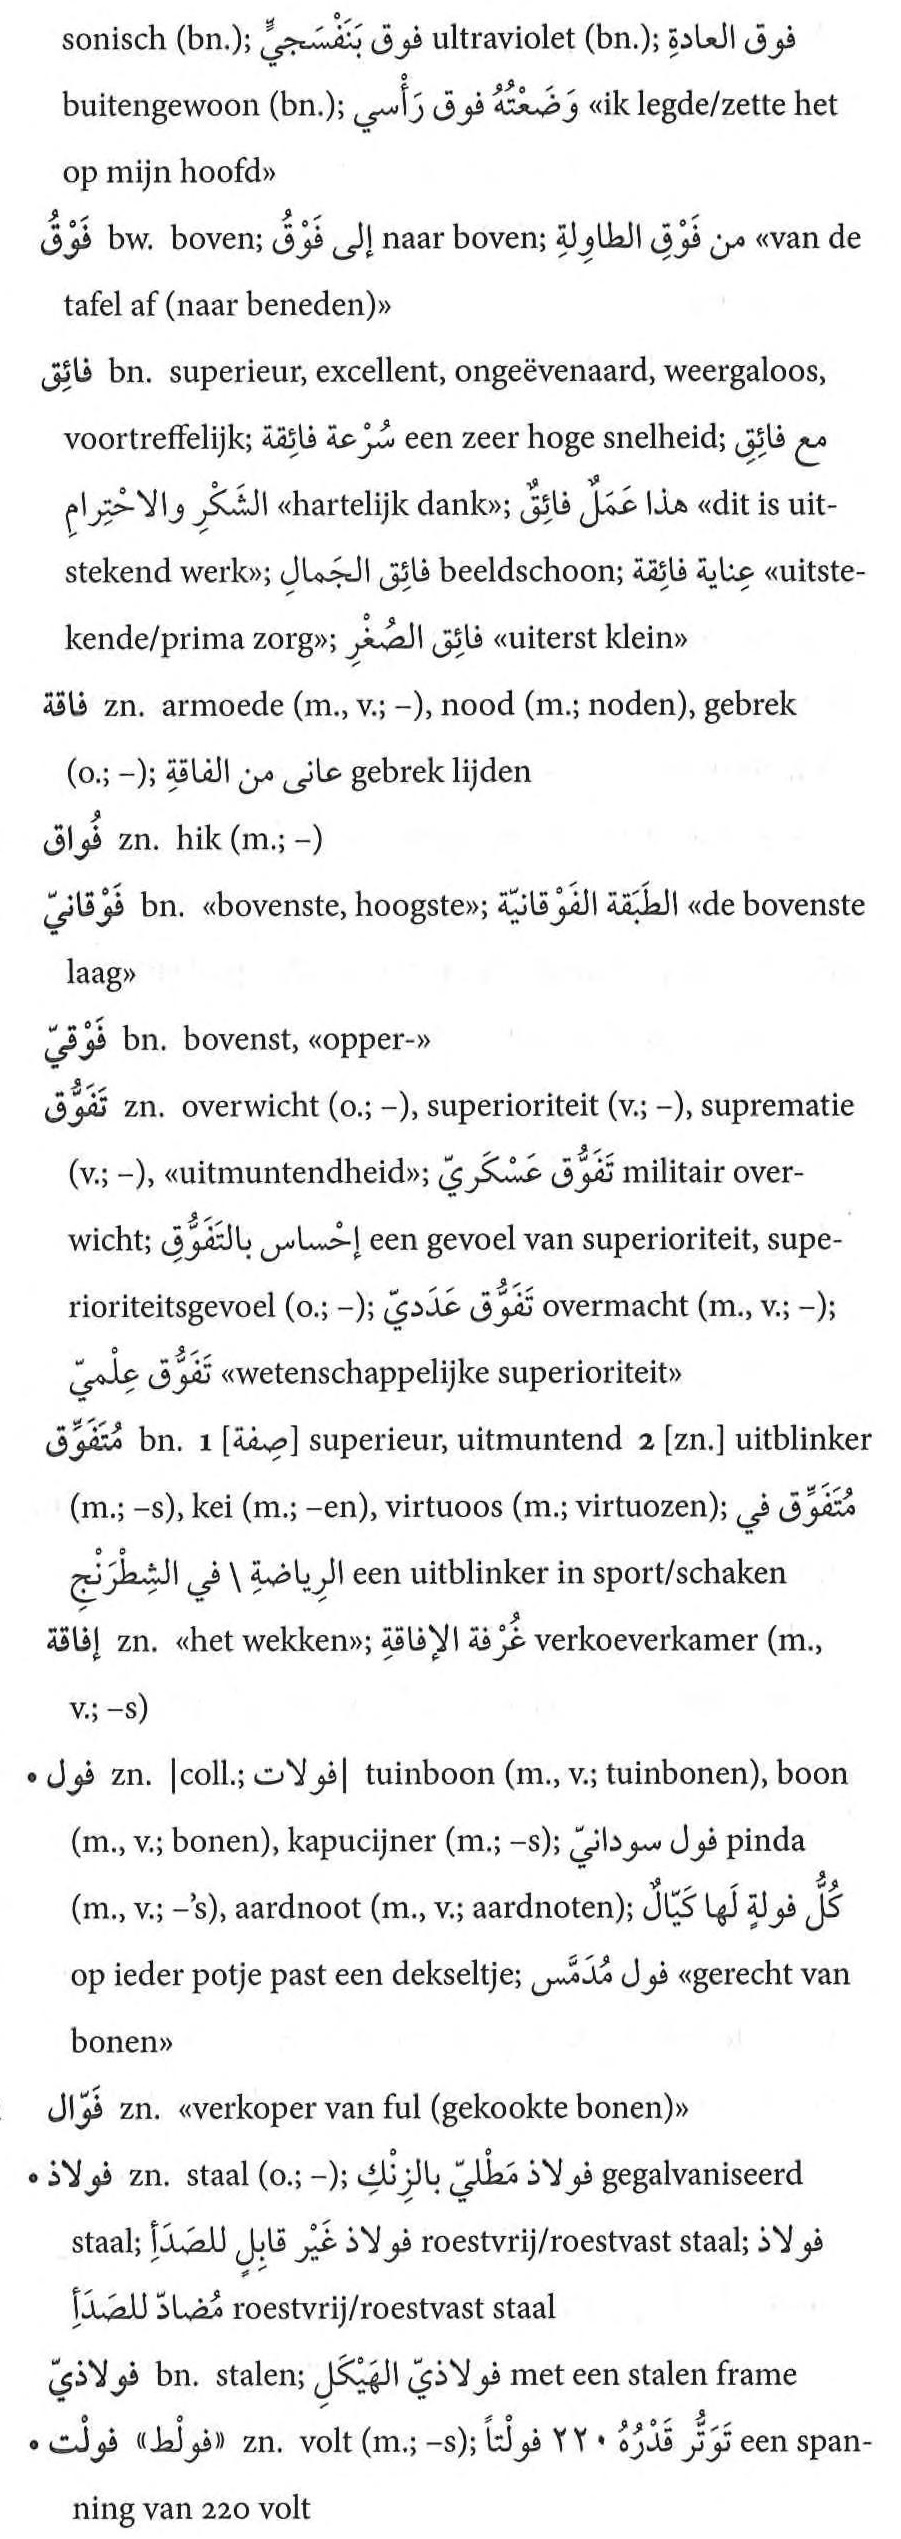 sonisch (bn.); فوق بَنَفْسَجيٍّ ultraviolet (bn.); فوق العادةِ
buitengewoon (bn.); وَضَعْتُهُ فوق رَأْسي «ik legde/zette het
op mijn hoofd»
فَوْقُ bw. boven; إلى فَوْقُ naar boven; من فَوْقِ الطاوِلةِ «van de
tafel af (naar beneden)»
فائِق bn. superieur, excellent, ongeëvenaard, weergaloos,
voortreffelijk; سُرْعة فائِقة een zeer hoge snelheid; مع فائِقِ
الشَكْرِ والاحْتِرامِ «hartelijk dank»; هذا عَمَلٌ فائِقٌ «dit is uit-
stekend werk»; فائِق الجَمالِ beeldschoon; عِناية فائِقة «uitste-
kende/prima zorg»; فائِق الصُغْرِ «uiterst klein»
فاقة zn. armoede (m., v.; –), nood (m.; noden), gebrek
(o.; –); عانى من الفاقةِ gebrek lijden
فُواق zn. hik (m.; –)
فَوْقانيّ bn. «bovenste, hoogste»; الطَبَقة الفَوْقانيّة «de bovenste
laag»
فَوْقيّ bn. bovenst, «opper-»
تَفَوُّق zn. overwicht (o.; –), superioriteit (v.; –), suprematie
(v.; –), «uitmuntendheid»; تَفَوُّق عَسْكَريّ militair over-
wicht; إحْساس بالتَفَوُّقِ een gevoel van superioriteit, supe-
rioriteitsgevoel (o.; –); تَفَوُّق عَدَديّ overmacht (m., v.; –);
تَفَوُّق عِلْميّ «wetenschappelijke superioriteit»
مُتَفَوِّق bn. 1 [صِفة] superieur, uitmuntend 2 [zn.] uitblinker
(m.; –s), kei (m.; –en), virtuoos (m.; virtuozen); مُتَفَوِّق في
الرِياضةِ \ في الشِطْرَنْجِ een uitblinker in sport/schaken
إفاقة zn. «het wekken»; غُرْفة الإفاقةِ verkoeverkamer (m.,
v.; –s)
• فول zn. |coll.; فولات| tuinboon (m., v.; tuinbonen), boon
(m., v.; bonen), kapucijner (m.; –s); فول سودانيّ pinda
(m., v.; –’s), aardnoot (m., v.; aardnoten); كُلُّ فولةٍ لَها كَيّالٌ
op ieder potje past een dekseltje; فول مُدَمَّس «gerecht van
bonen»
فَوّال zn. «verkoper van ful (gekookte bonen)»
• فولاذ zn. staal (o.; –); فولاذ مَطْليّ بالزِنْكِ gegalvaniseerd
staal; فولاذ غَيْر قابِلٍ للصَدَأِ roestvrij/roestvast staal; فولاذ
مُضادّ للصَدَأِ roestvrij/roestvast staal
فولاذيّ bn. stalen; فولاذيّ الهَيْكَلِ met een stalen frame
• فولْت «فولْط» zn. volt (m.; –s); تَوَتُّر قَدْرُهُ ٢٢٠ فولْتاً een span-
ning van 220 volt